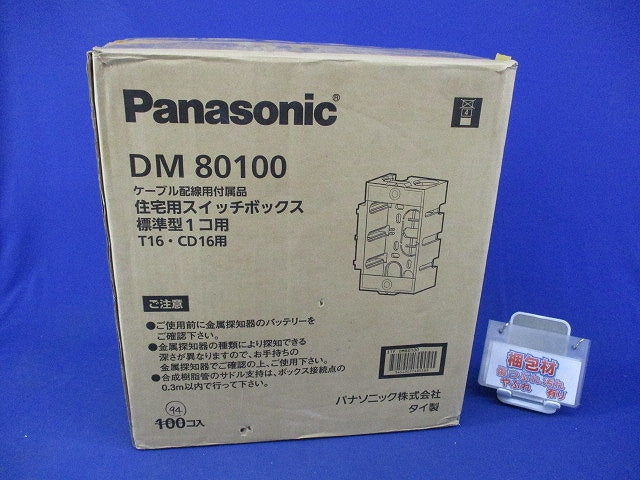 Panasonic®
DM 80100
ケーブル配線用付属品
住宅用スイッチボックス
標準型1コ用
T16・CD16用
ご注意
●ご使用前に金属探知器のバッテリーを
ご確認下さい。
●金属探知器の種類により探知できる
深さが異なりますので、お手持ちの
金属探知器でご確認の上、ご使用下さい。
●合成樹脂管のサドル支持は、ボックス接続点の
0.3m以内で行って下さい。
94
100コ入
パナソニック株式会社
タイ製
4
梱包材
やぶれ 有り